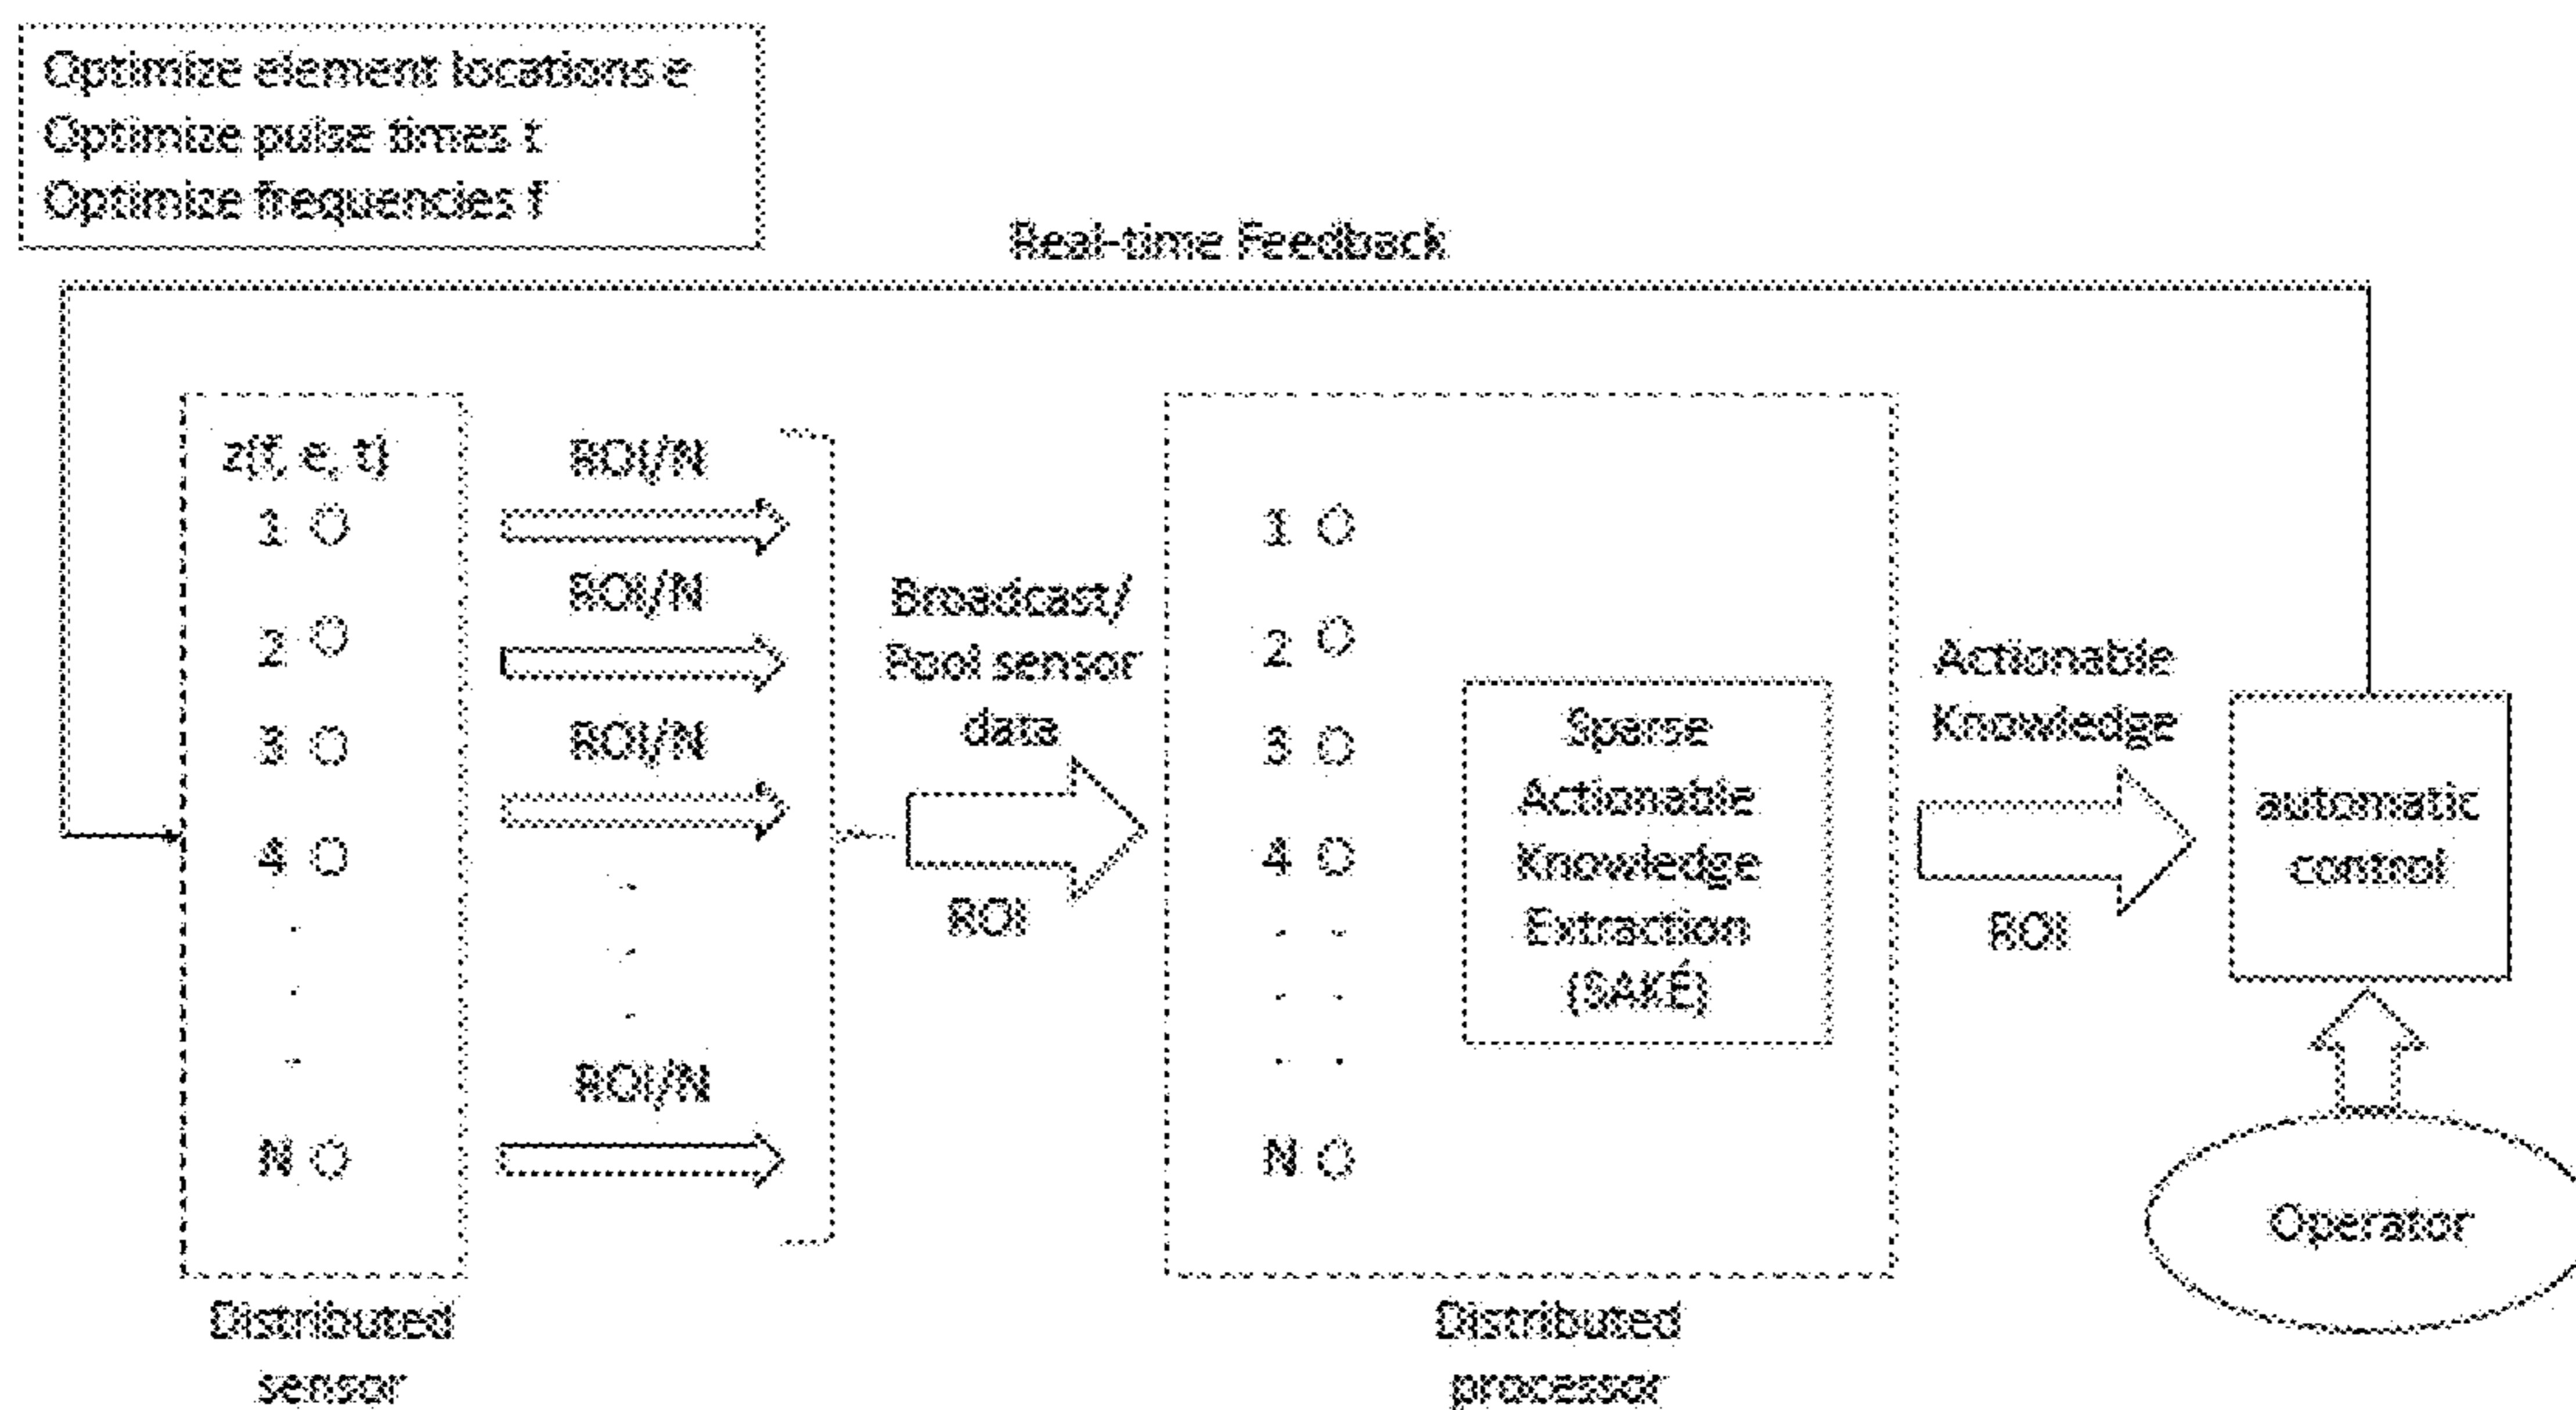 Optimize element locations e
Optimize pulse times t
Optimize frequencies f
Real-time Feedback
z(f, e, t)
1
2
3
4
N
ROI/N
ROI/N
ROI/N
ROI/N
Distributed
sensor
Broadcast/
Pool sensor
data
ROI
1
2
3
4
N
Sparse
Actionable
Knowledge
Extraction
(SAKÉ)
Distributed
processor
Actionable
Knowledge
ROI
automatic
control
Operator